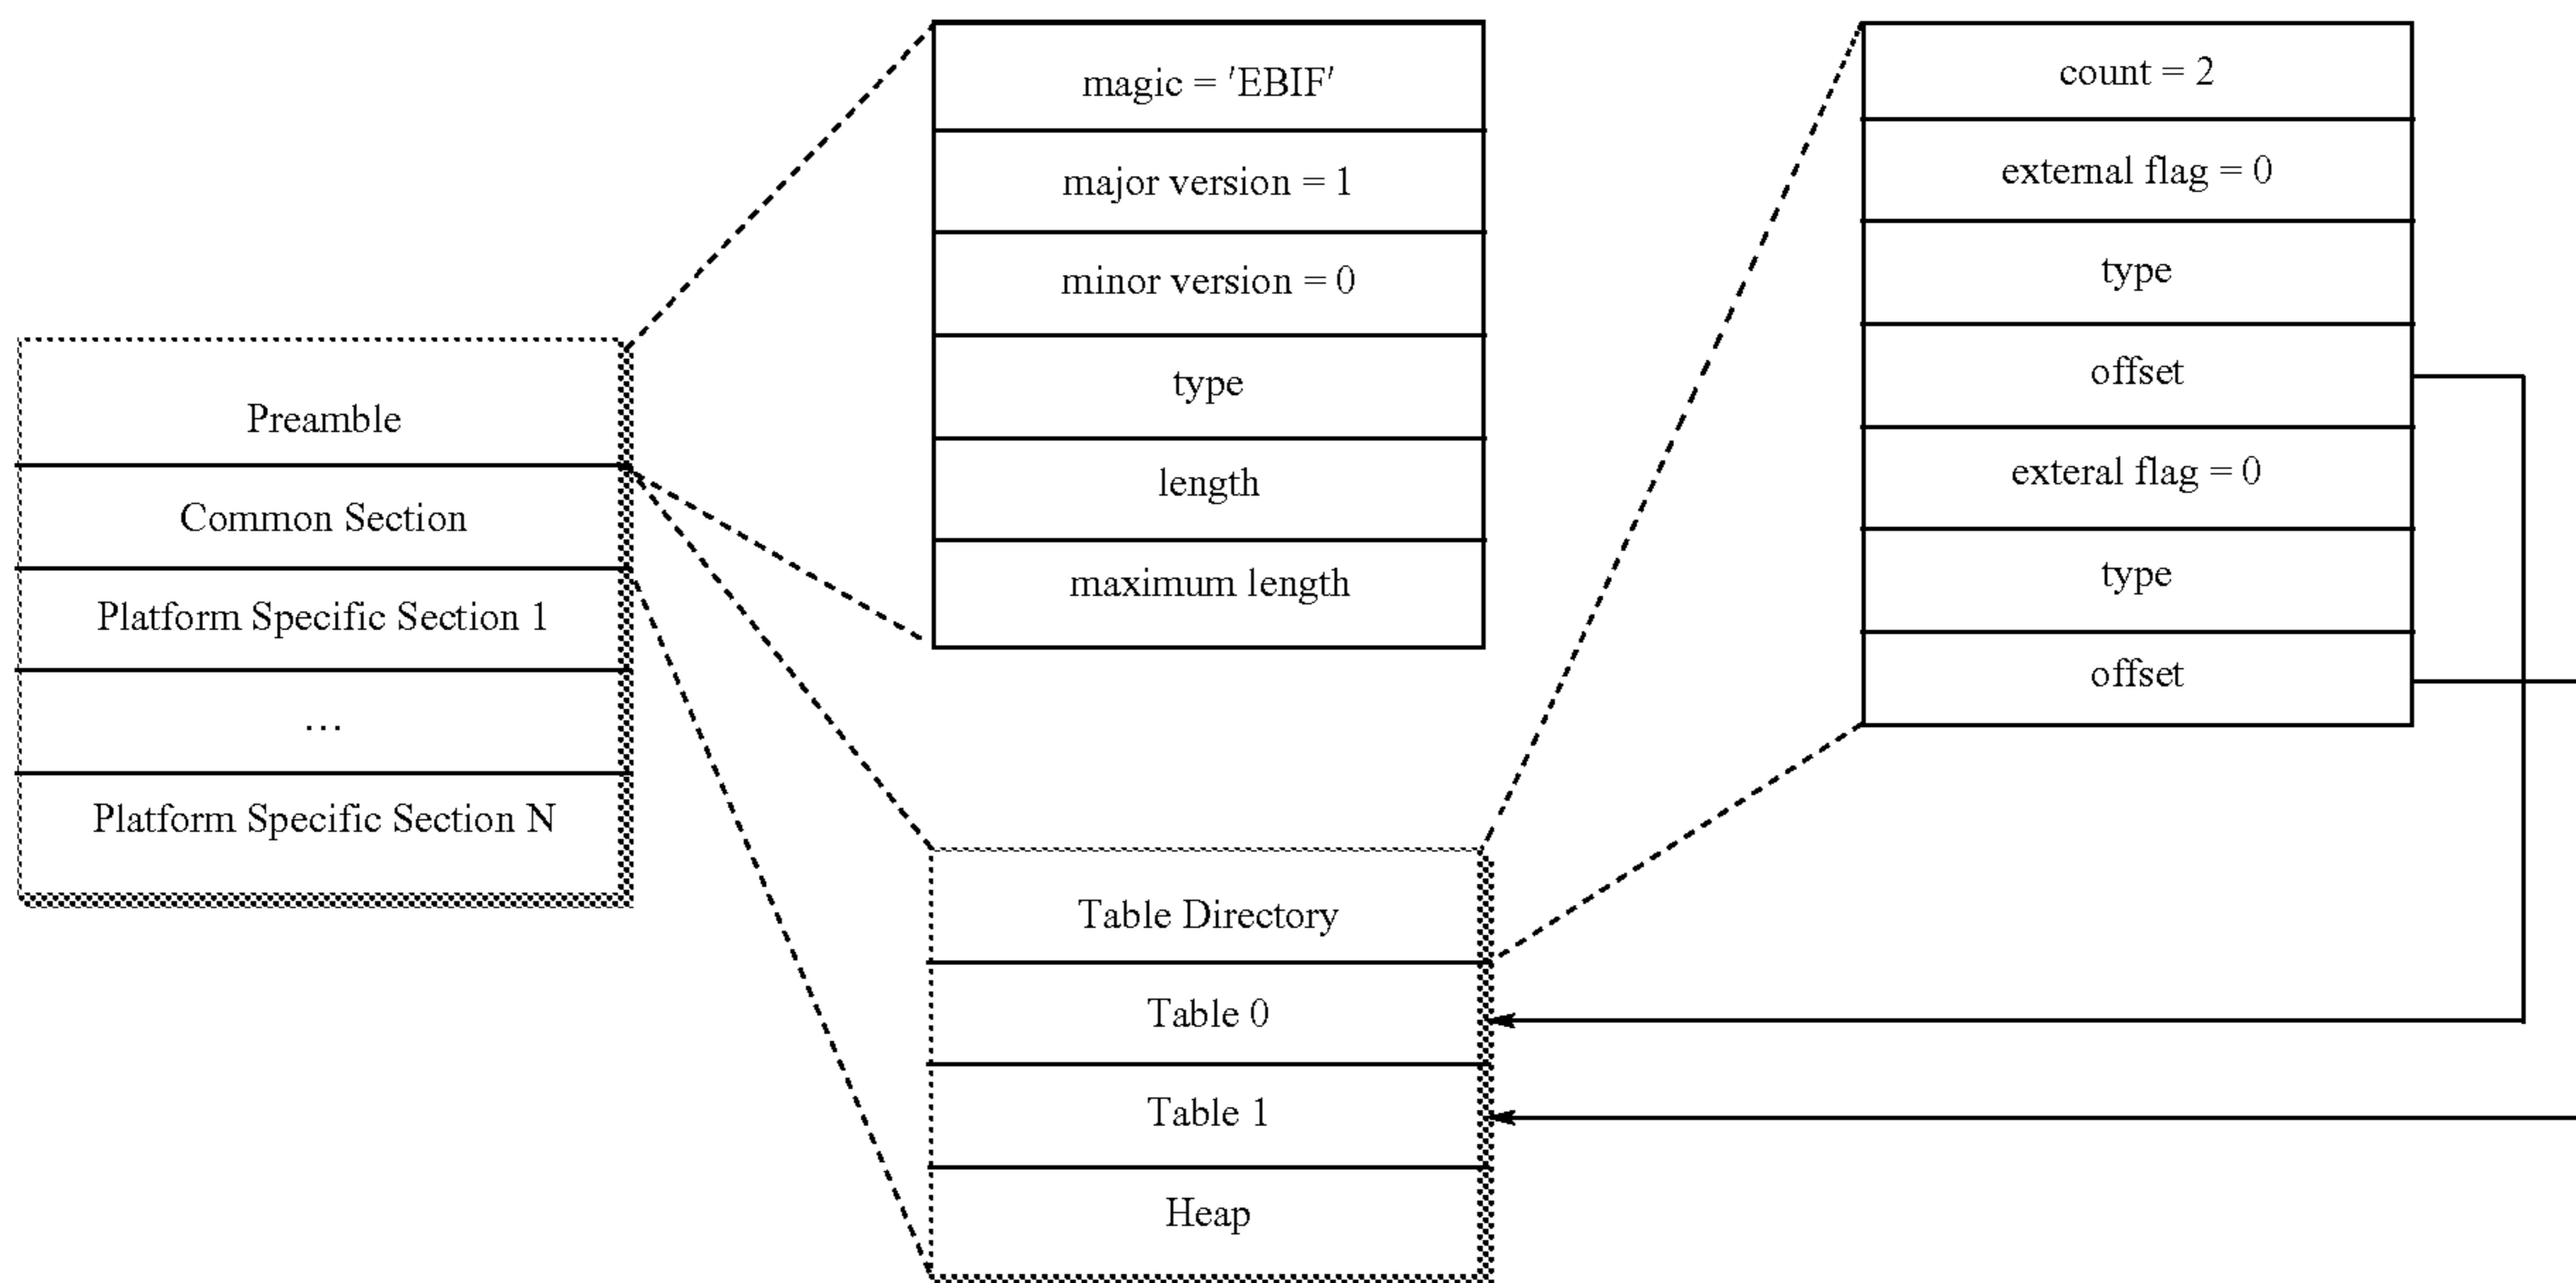 Preamble
Common Section
Platform Specific Section 1
...
Platform Specific Section N
magic = 'EBIF'
major version = 1
minor version = 0
type
length
maximum length
Table Directory
Table 0
Table 1
Heap
count = 2
external flag = 0
type
offset
exteral flag = 0
type
offset